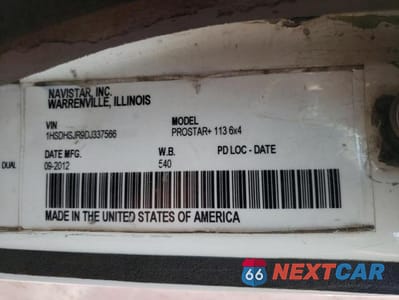 NAVISTAR, INC.
WARRENVILLE, ILLINOIS
VIN MODEL
1HSDHSJR9DJ337566 PROSTAR+ 113 6x4
DUAL
DATE MFG. W.B. PD LOC - DATE
09-2012 540
MADE IN THE UNITED STATES OF AMERICA
66 NEXTCAR